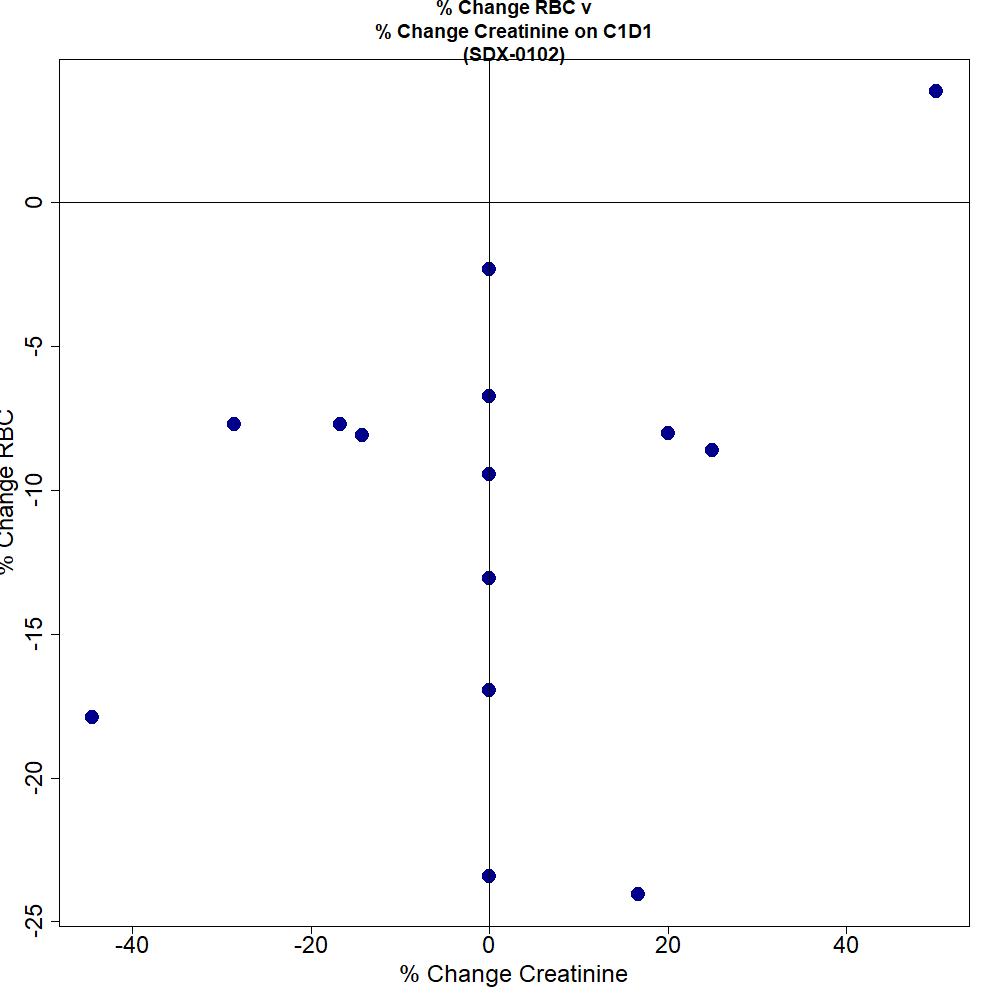 % Change RBC v
% Change Creatinine on C1D1
(SDX-0102)
% Change RBC
0
-5
-10
-15
-20
-25
-40
-20
0
20
40
% Change Creatinine